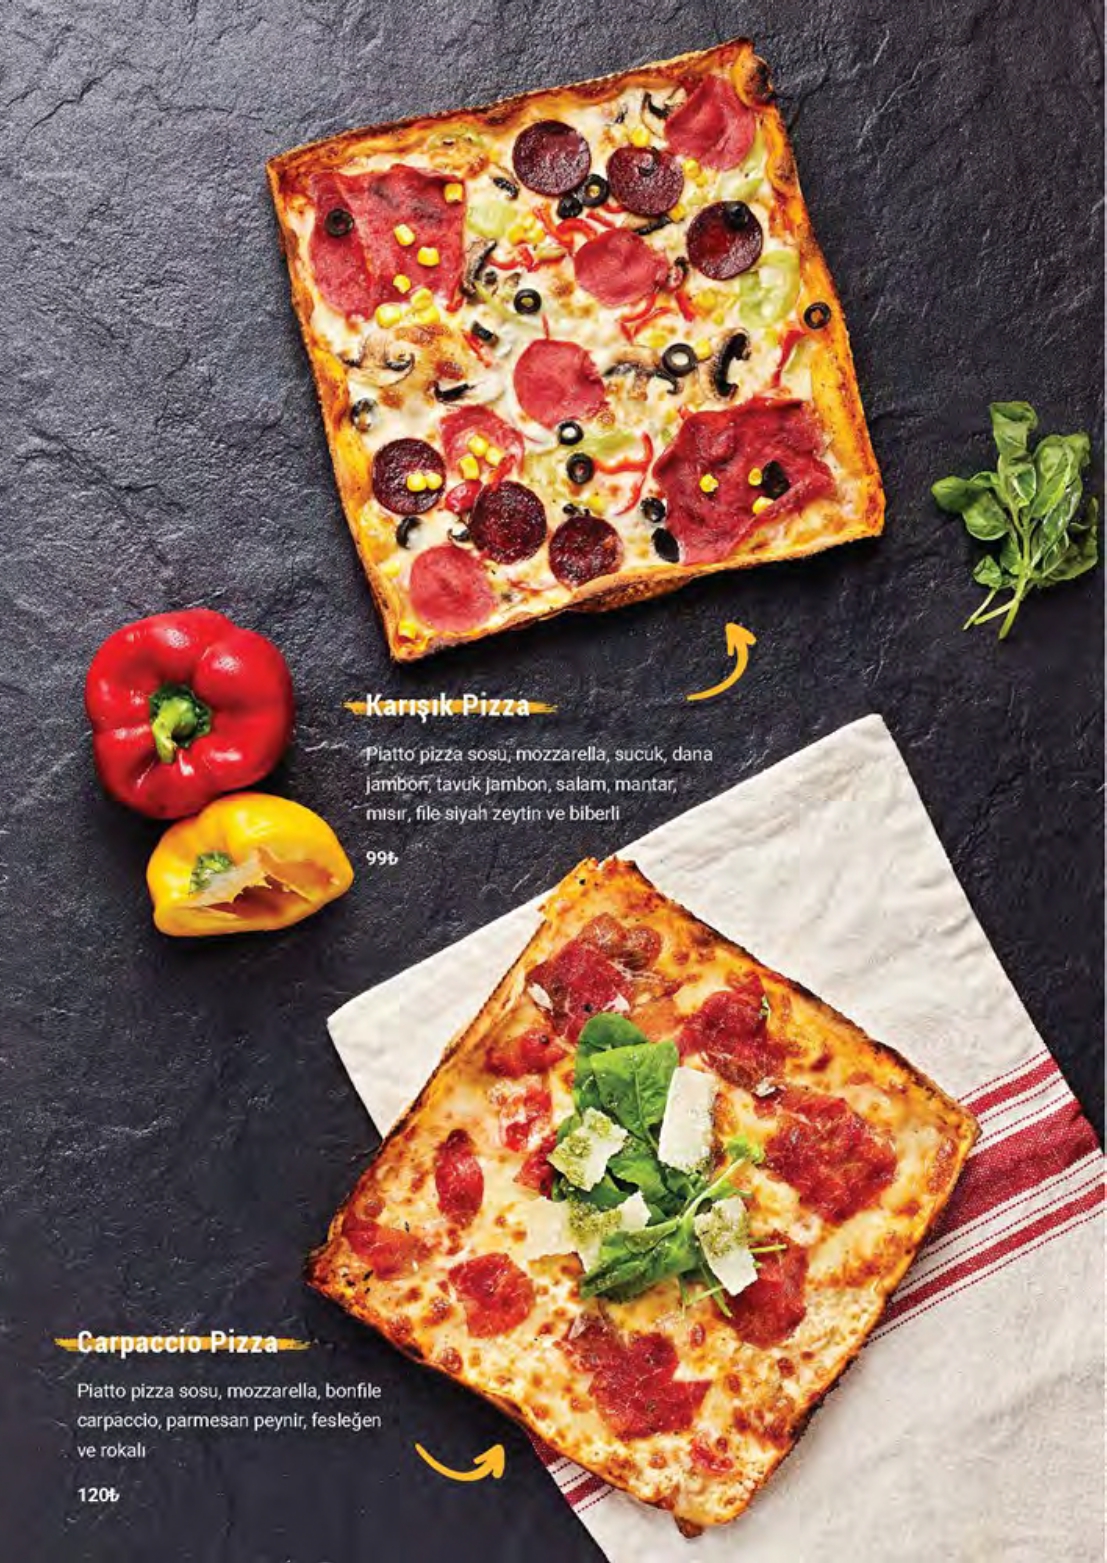 Karışık Pizza
Piatto pizza sosu, mozzarella, sucuk, dana
jambon, tavuk jambon, salam, mantar,
mısır, file siyah zeytin ve biberli
99₺
Carpaccio Pizza
Piatto pizza sosu, mozzarella, bonfile
carpaccio, parmesan peynir, fesleğen
ve rokalı
120₺